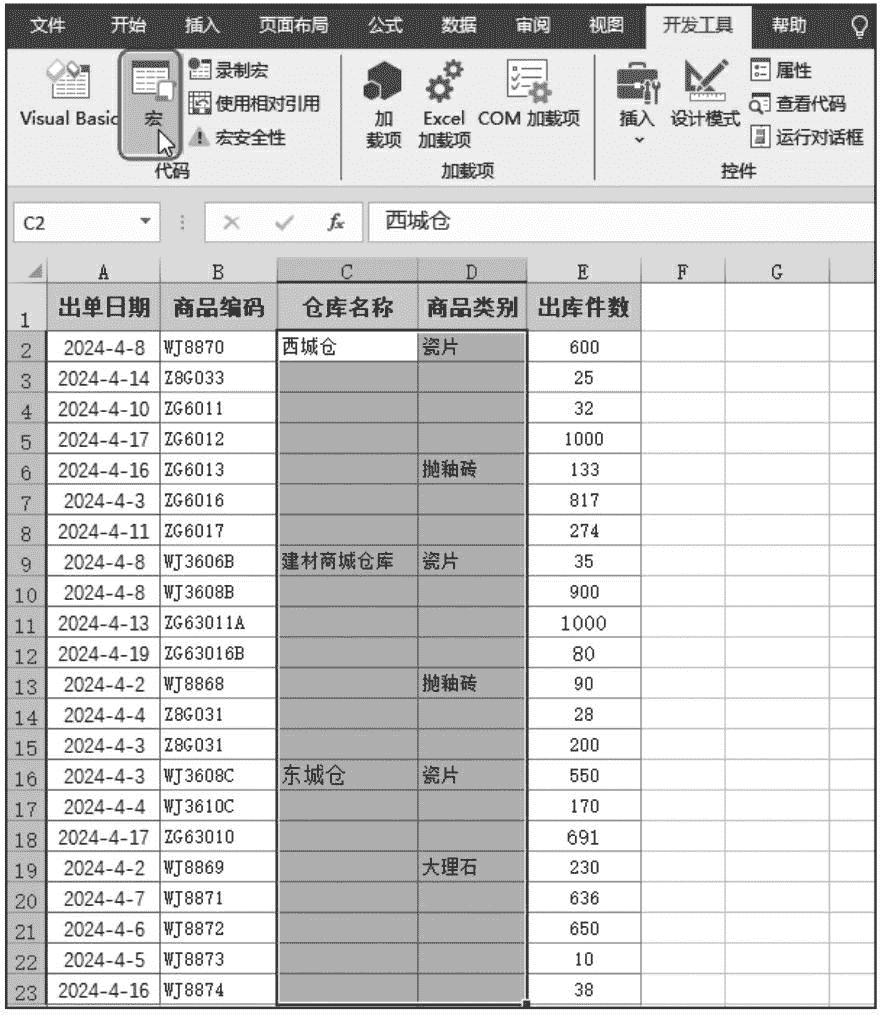 文件 开始 插入 页面布局 公式 数据 审阅 视图 开发工具 帮助
Visual Basic 宏 录制宏 使用相对引用 宏安全性
加载项 Excel 加载项 COM 加载项
插入 设计模式 属性 查看代码 运行对话框
代码 加载项 控件
C2 fx 西城仓
A B C D E F G
1 出单日期 商品编码 仓库名称 商品类别 出库件数
2 2024-4-8 WJ8870 西城仓 瓷片 600
3 2024-4-14 Z8G033 25
4 2024-4-10 ZG6011 32
5 2024-4-17 ZG6012 1000
6 2024-4-16 ZG6013 抛釉砖 133
7 2024-4-3 ZG6016 817
8 2024-4-11 ZG6017 274
9 2024-4-8 WJ3606B 建材商城仓库 瓷片 35
10 2024-4-8 WJ3608B 900
11 2024-4-13 ZG63011A 1000
12 2024-4-19 ZG63016B 80
13 2024-4-2 WJ8868 抛釉砖 90
14 2024-4-4 Z8G031 28
15 2024-4-3 Z8G031 200
16 2024-4-3 WJ3608C 东城仓 瓷片 550
17 2024-4-4 WJ3610C 170
18 2024-4-17 ZG63010 691
19 2024-4-2 WJ8869 大理石 230
20 2024-4-7 WJ8871 636
21 2024-4-6 WJ8872 650
22 2024-4-5 WJ8873 10
23 2024-4-16 WJ8874 38